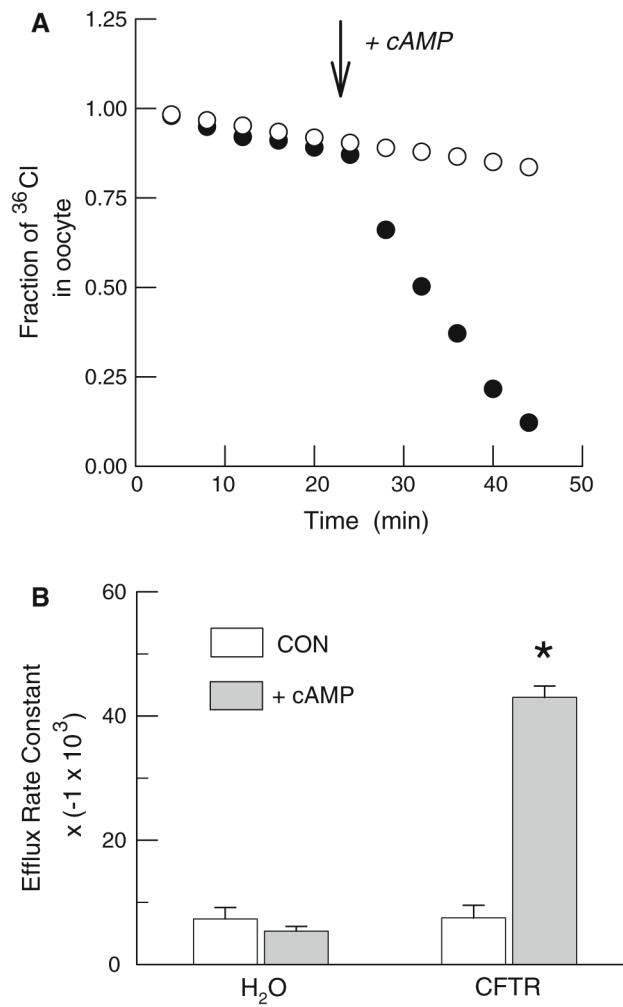 A
1.25
+ cAMP
1.00
0.75
0.50
0.25
0.00
Fraction of ³⁶Cl
in oocyte
0 10 20 30 40 50
Time (min)
B
60
40
20
0
Efflux Rate Constant
x (-1 x 10³)
CON
+ cAMP
*
H₂O CFTR